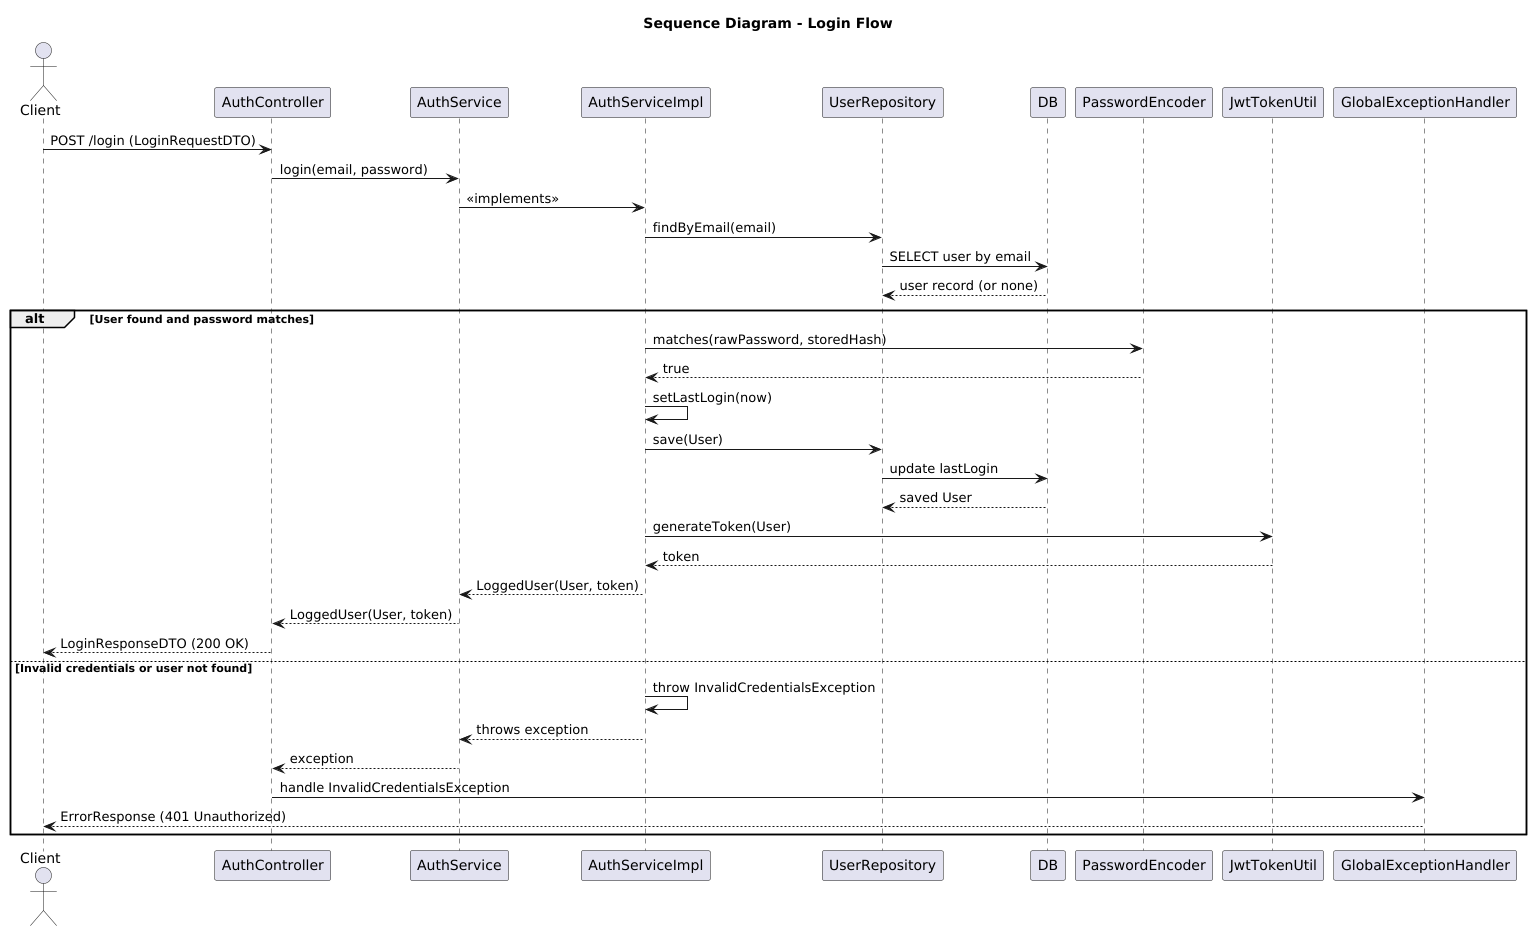 Sequence Diagram - Login Flow
Client
AuthController
AuthService
AuthServiceImpl
UserRepository
DB
PasswordEncoder
JwtTokenUtil
GlobalExceptionHandler
POST /login (LoginRequestDTO)
login(email, password)
«implements»
findByEmail(email)
SELECT user by email
user record (or none)
alt [User found and password matches]
matches(rawPassword, storedHash)
true
setLastLogin(now)
save(User)
update lastLogin
saved User
generateToken(User)
token
LoggedUser(User, token)
LoggedUser(User, token)
LoginResponseDTO (200 OK)
[Invalid credentials or user not found]
throw InvalidCredentialsException
throws exception
exception
handle InvalidCredentialsException
ErrorResponse (401 Unauthorized)
Client
AuthController
AuthService
AuthServiceImpl
UserRepository
DB
PasswordEncoder
JwtTokenUtil
GlobalExceptionHandler